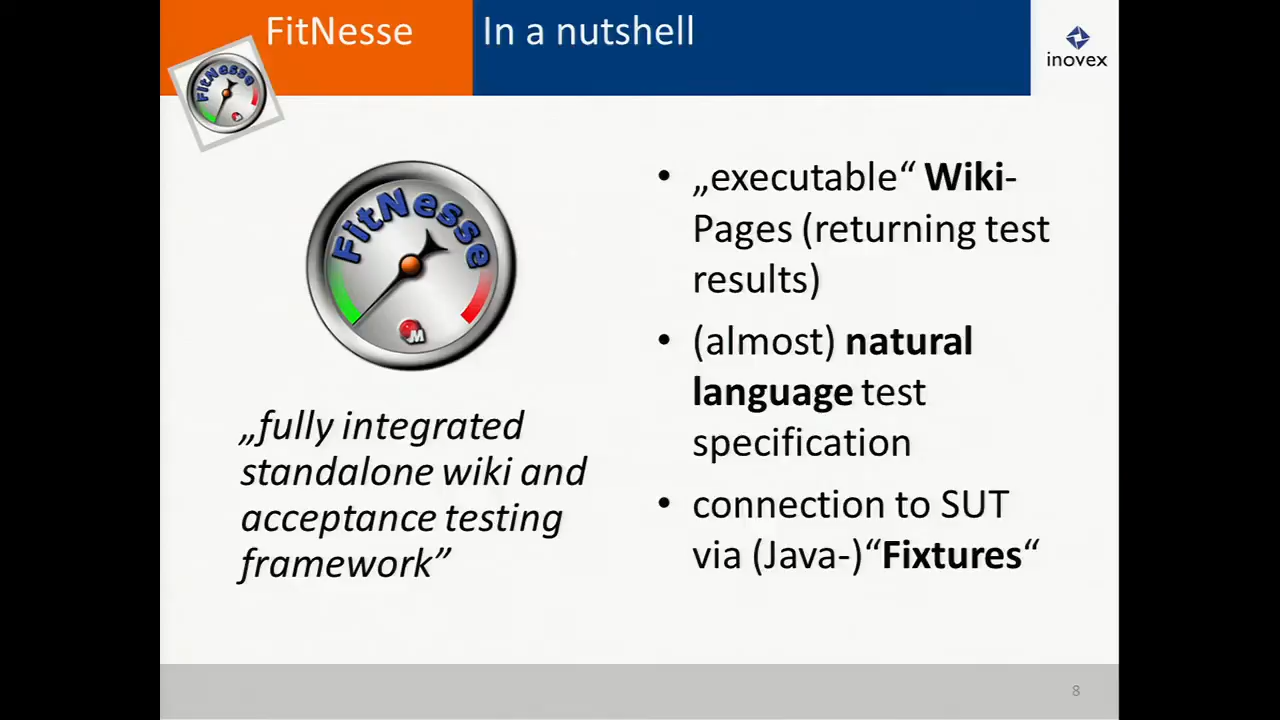 FitNesse
In a nutshell
inovex
FitNesse
FitNesse
M
„fully integrated
standalone wiki and
acceptance testing
framework”
• „executable“ Wiki-
Pages (returning test
results)
• (almost) natural
language test
specification
• connection to SUT
via (Java-)“Fixtures“
8